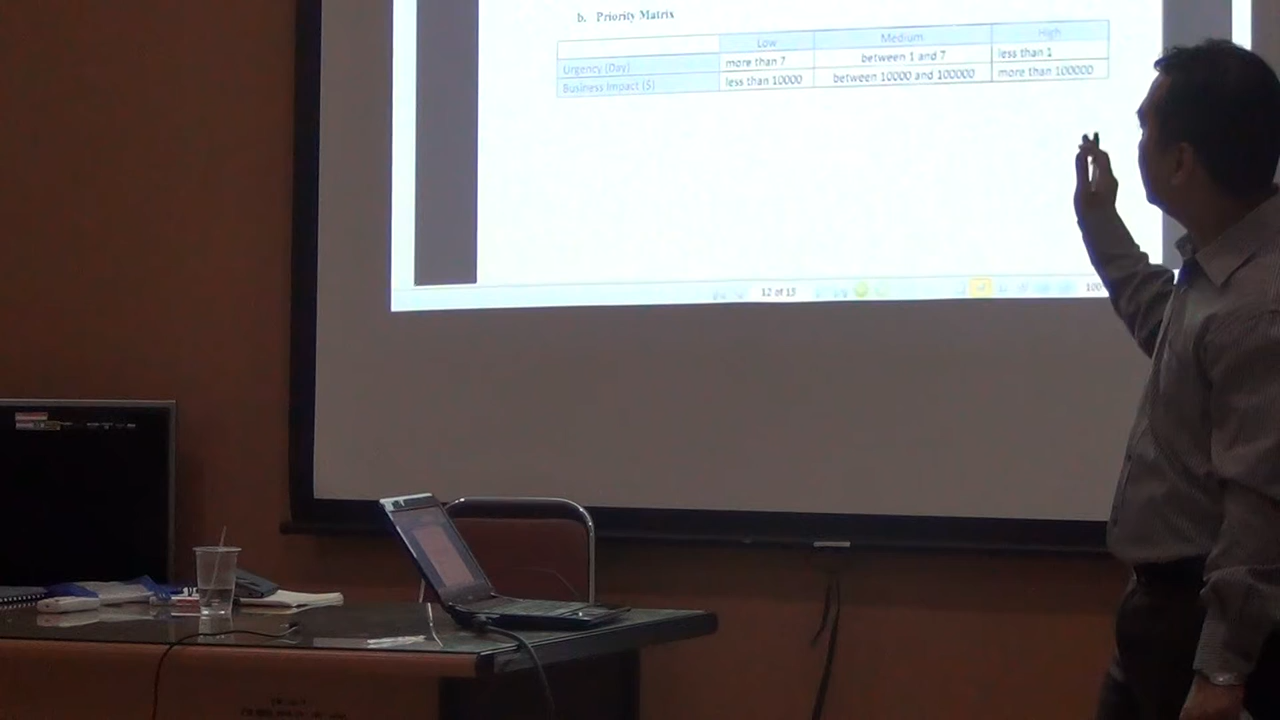 b. Priority Matrix
Low Medium High
Urgency (Day) more than 7 between 1 and 7 less than 1
Business Impact ($) less than 10000 between 10000 and 100000 more than 100000
12 of 15
100